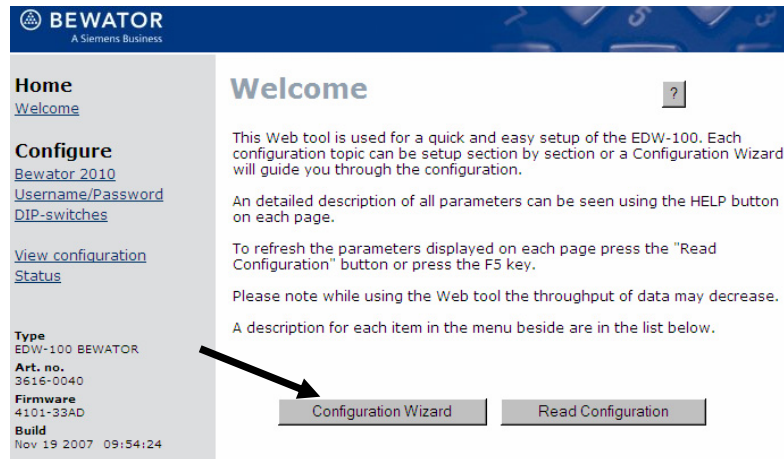 BEWATOR
A Siemens Business
Home
Welcome
Configure
Bewator 2010
Username/Password
DIP-switches
View configuration
Status
Type
EDW-100 BEWATOR
Art. no.
3616-0040
Firmware
4101-33AD
Build
Nov 19 2007 09:54:24
Welcome
?
This Web tool is used for a quick and easy setup of the EDW-100. Each
configuration topic can be setup section by section or a Configuration Wizard
will guide you through the configuration.
An detailed description of all parameters can be seen using the HELP button
on each page.
To refresh the parameters displayed on each page press the "Read
Configuration" button or press the F5 key.
Please note while using the Web tool the throughput of data may decrease.
A description for each item in the menu beside are in the list below.
Configuration Wizard
Read Configuration